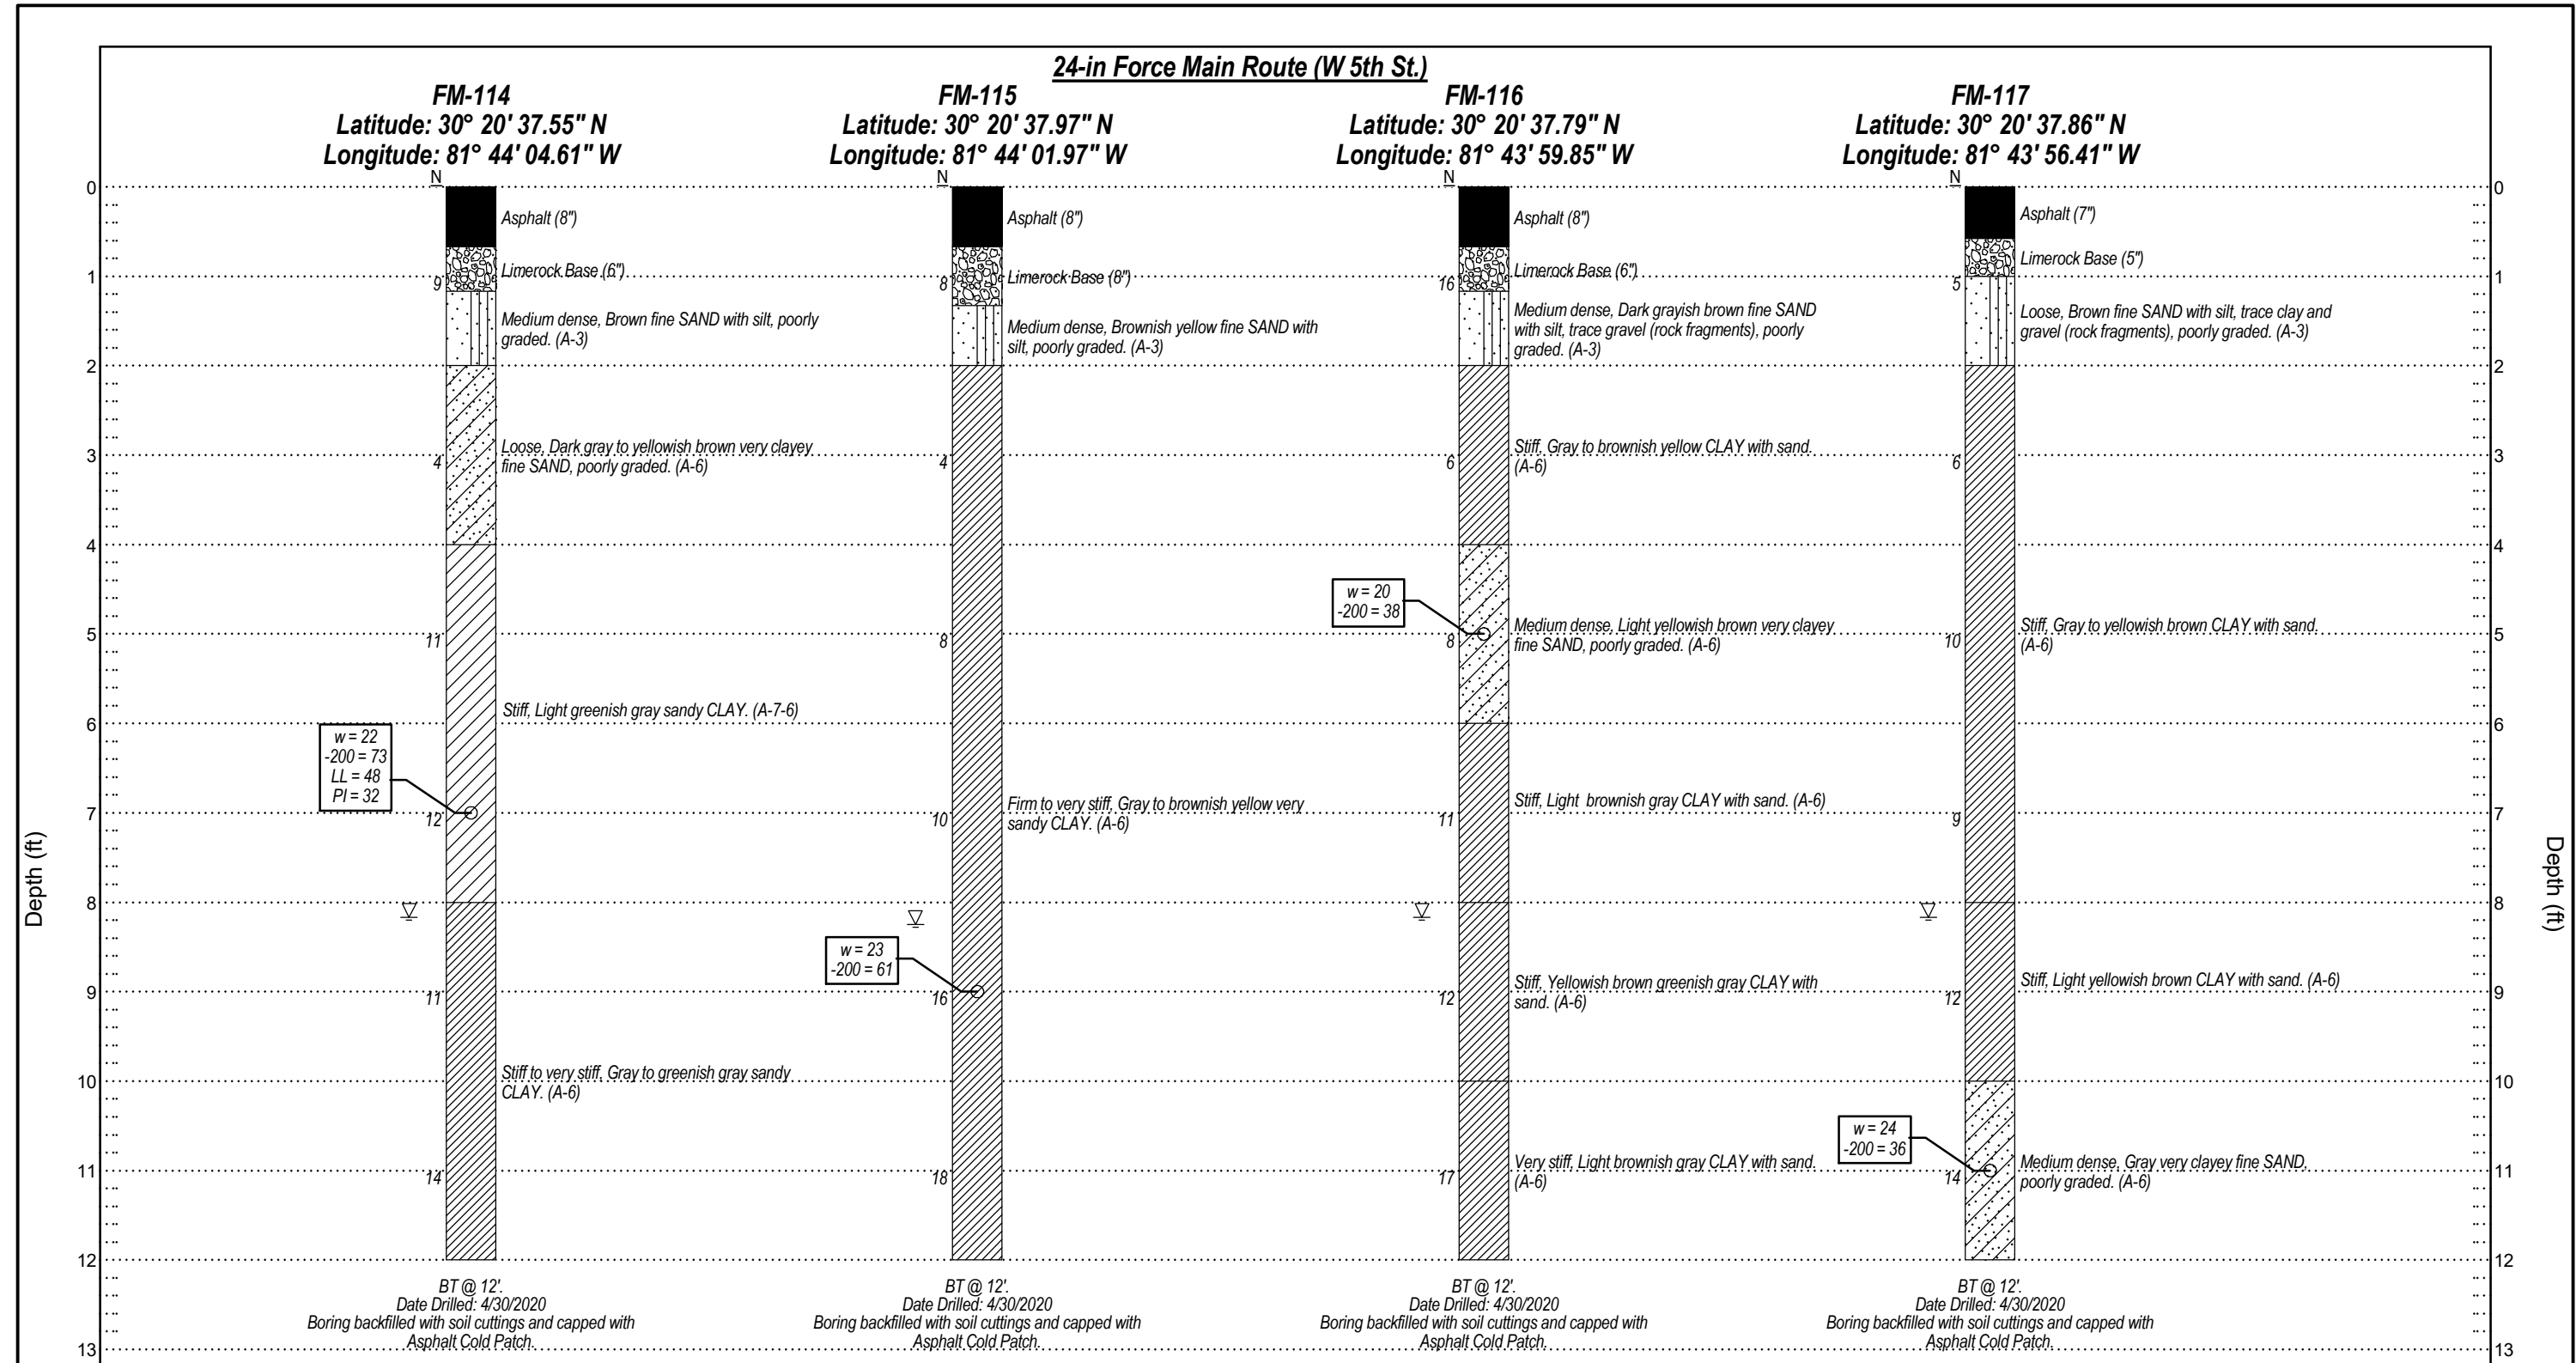 24-in Force Main Route (W 5th St.)
FM-114
Latitude: 30° 20' 37.55" N
Longitude: 81° 44' 04.61" W
FM-115
Latitude: 30° 20' 37.97" N
Longitude: 81° 44' 01.97" W
FM-116
Latitude: 30° 20' 37.79" N
Longitude: 81° 43' 59.85" W
FM-117
Latitude: 30° 20' 37.86" N
Longitude: 81° 43' 56.41" W
Depth (ft)
0
1
2
3
4
5
6
7
8
9
10
11
12
13
N
9
4
11
12
11
14
Asphalt (8")
Limerock Base (6")
Medium dense, Brown fine SAND with silt, poorly
graded. (A-3)
Loose, Dark gray to yellowish brown very clayey
fine SAND, poorly graded. (A-6)
Stiff, Light greenish gray sandy CLAY. (A-7-6)
w = 22
-200 = 73
LL = 48
PI = 32
Stiff to very stiff, Gray to greenish gray sandy
CLAY. (A-6)
BT @ 12'.
Date Drilled: 4/30/2020
Boring backfilled with soil cuttings and capped with
Asphalt Cold Patch.
N
8
4
8
10
16
18
Asphalt (8")
Limerock Base (8")
Medium dense, Brownish yellow fine SAND with
silt, poorly graded. (A-3)
Firm to very stiff, Gray to brownish yellow very
sandy CLAY. (A-6)
w = 23
-200 = 61
BT @ 12'.
Date Drilled: 4/30/2020
Boring backfilled with soil cuttings and capped with
Asphalt Cold Patch.
N
16
6
8
11
12
17
Asphalt (8")
Limerock Base (6")
Medium dense, Dark grayish brown fine SAND
with silt, trace gravel (rock fragments), poorly
graded. (A-3)
Stiff, Gray to brownish yellow CLAY with sand.
(A-6)
w = 20
-200 = 38
Medium dense, Light yellowish brown very clayey
fine SAND, poorly graded. (A-6)
Stiff, Light brownish gray CLAY with sand. (A-6)
Stiff, Yellowish brown greenish gray CLAY with
sand. (A-6)
Very stiff, Light brownish gray CLAY with sand.
(A-6)
BT @ 12'.
Date Drilled: 4/30/2020
Boring backfilled with soil cuttings and capped with
Asphalt Cold Patch.
N
5
6
10
9
12
14
Asphalt (7")
Limerock Base (5")
Loose, Brown fine SAND with silt, trace clay and
gravel (rock fragments), poorly graded. (A-3)
Stiff, Gray to yellowish brown CLAY with sand.
(A-6)
Stiff, Light yellowish brown CLAY with sand. (A-6)
w = 24
-200 = 36
Medium dense, Gray very clayey fine SAND,
poorly graded. (A-6)
BT @ 12'.
Date Drilled: 4/30/2020
Boring backfilled with soil cuttings and capped with
Asphalt Cold Patch.
0
1
2
3
4
5
6
7
8
9
10
11
12
13
Depth (ft)